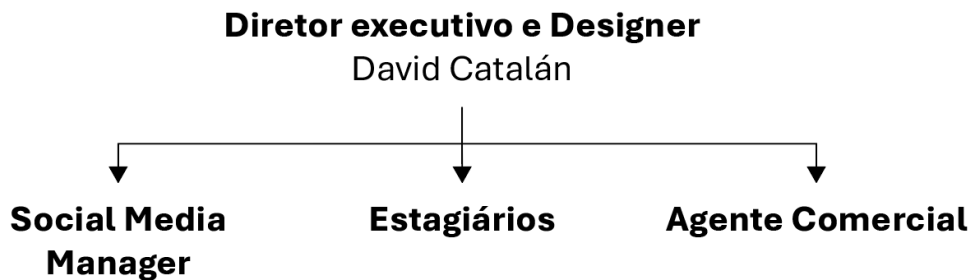 Diretor executivo e Designer
David Catalán
Social Media
Manager
Estagiários
Agente Comercial